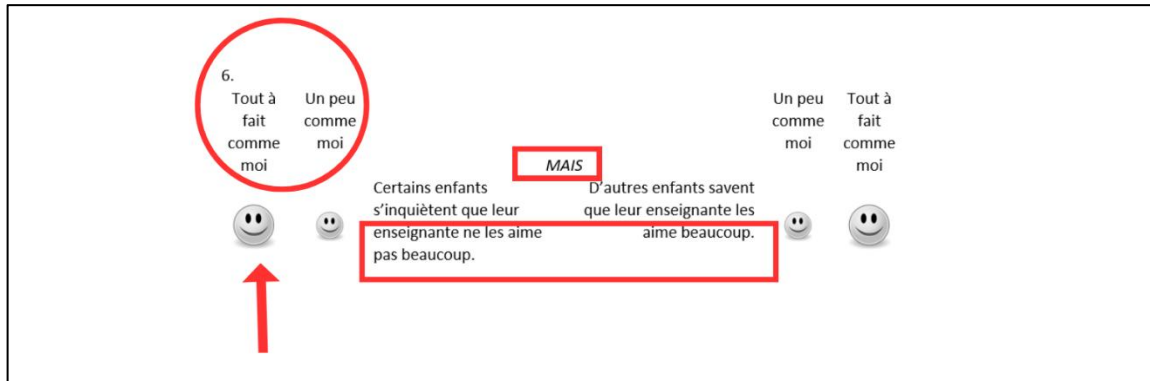 6.
Tout à fait comme moi
Un peu comme moi
Un peu comme moi
Tout à fait comme moi
MAIS
Certains enfants
s'inquiètent que leur
enseignante ne les aime
pas beaucoup.
D'autres enfants savent
que leur enseignante les
aime beaucoup.